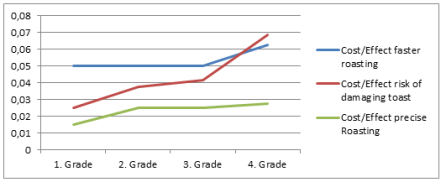 0,08
0,07
0,06
0,05
0,04
0,03
0,02
0,01
0
1. Grade 2. Grade 3. Grade 4. Grade
Cost/Effect faster
roasting
Cost/Effect risk of
damaging toast
Cost/Effect precise
Roasting